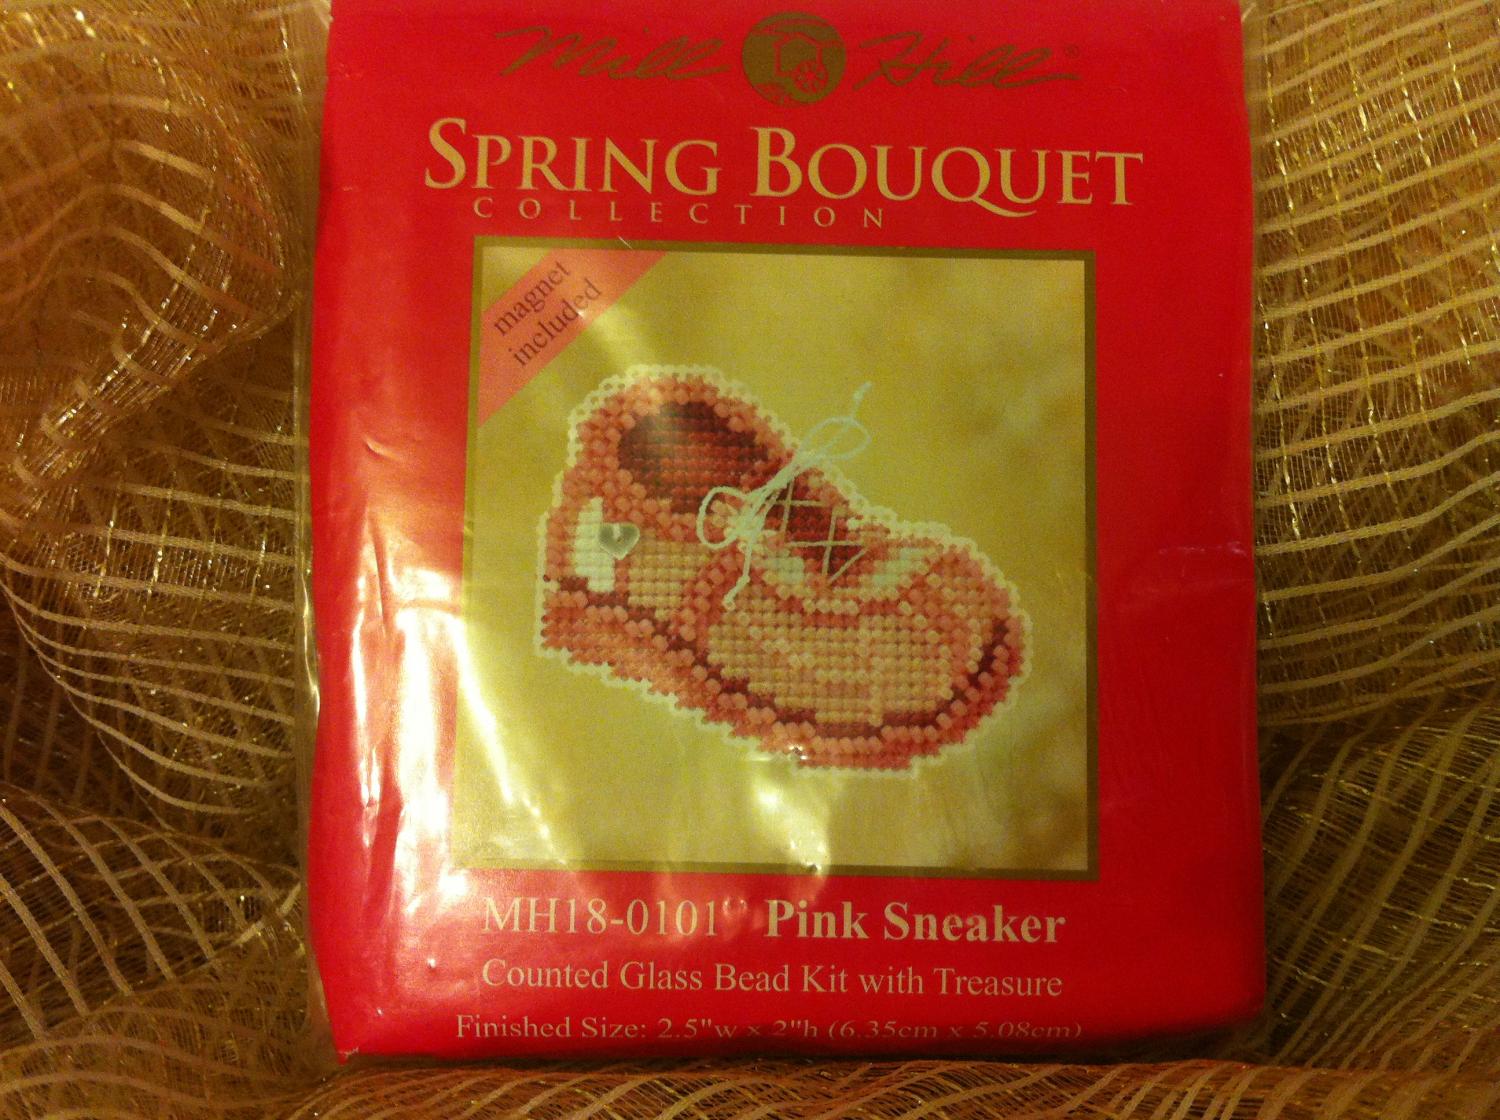 Mill Hill®
SPRING BOUQUET
COLLECTION
magnet
included
MH18-0101 Pink Sneaker
Counted Glass Bead Kit with Treasure
Finished Size: 2.5"w x 2"h (6.35cm x 5.08cm)